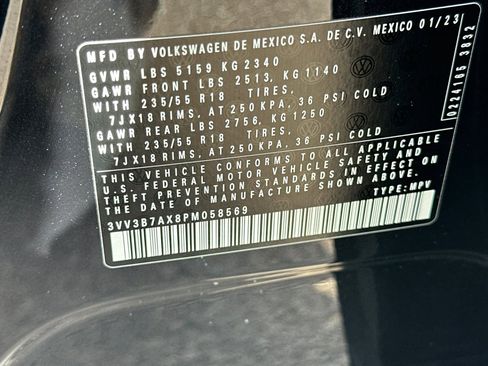 MFD BY VOLKSWAGEN DE MEXICO S.A. DE C.V. MEXICO 01/23
GVWR LBS 5159 KG 2340
GAWR FRONT LBS 2513, KG 1140
WITH 235/55 R18 TIRES,
7JX18 RIMS, AT 250 KPA, 36 PSI COLD
GAWR REAR LBS 2756, KG 1250
WITH 235/55 R18 TIRES,
7JX18 RIMS, AT 250 KPA, 36 PSI COLD
THIS VEHICLE CONFORMS TO ALL APPLICABLE
U.S. FEDERAL MOTOR VEHICLE SAFETY AND
THEFT PREVENTION STANDARDS IN EFFECT ON
THE DATE OF MANUFACTURE SHOWN ABOVE.
3VV3B7AX8PM058569
TYPE: MPV
0224165 3832